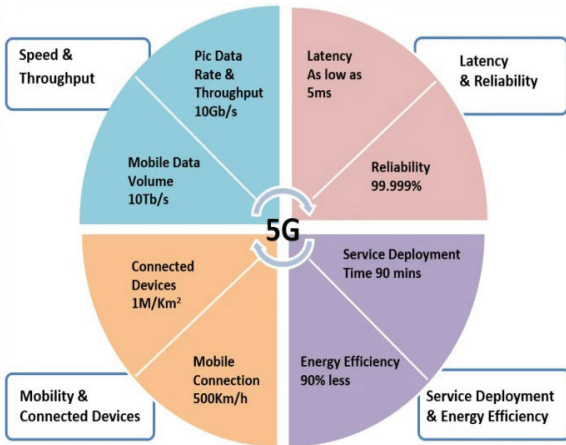 Speed &
Throughput
Pic Data
Rate &
Throughput
10Gb/s
Mobile Data
Volume
10Tb/s
Latency
As low as
5ms
Reliability
99.999%
Latency
& Reliability
5G
Connected
Devices
1M/Km²
Mobile
Connection
500Km/h
Mobility &
Connected Devices
Service Deployment
Time 90 mins
Energy Efficiency
90% less
Service Deployment
& Energy Efficiency